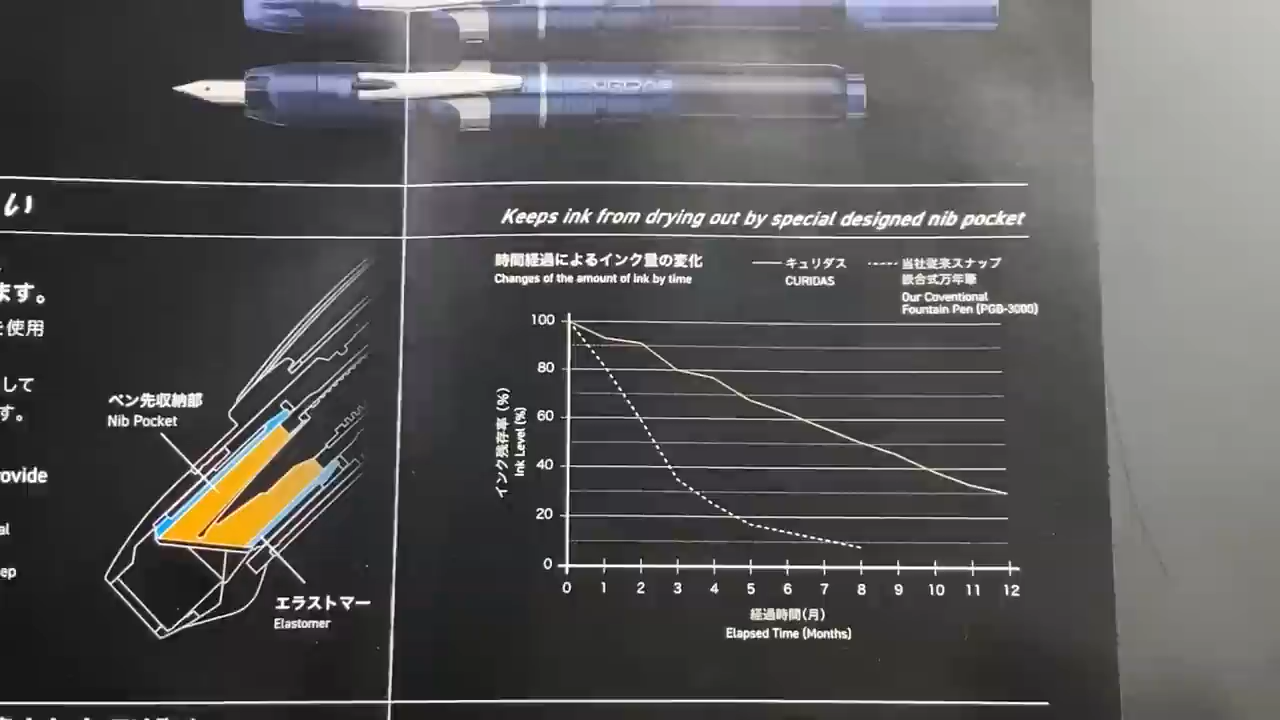 CURIDAS
い
Keeps ink from drying out by special designed nib pocket
時間経過によるインク量の変化
Changes of the amount of ink by time
キュリダス
CURIDAS
当社従来スナップ
嵌合式万年筆
Our Coventional
Fountain Pen (PGB-3000)
ます。
使用
して
す。
ovide
al
ep
ペン先収納部
Nib Pocket
エラストマー
Elastomer
インク残存率 (%)
Ink Level (%)
100
80
60
40
20
0
0 1 2 3 4 5 6 7 8 9 10 11 12
経過時間(月)
Elapsed Time (Months)